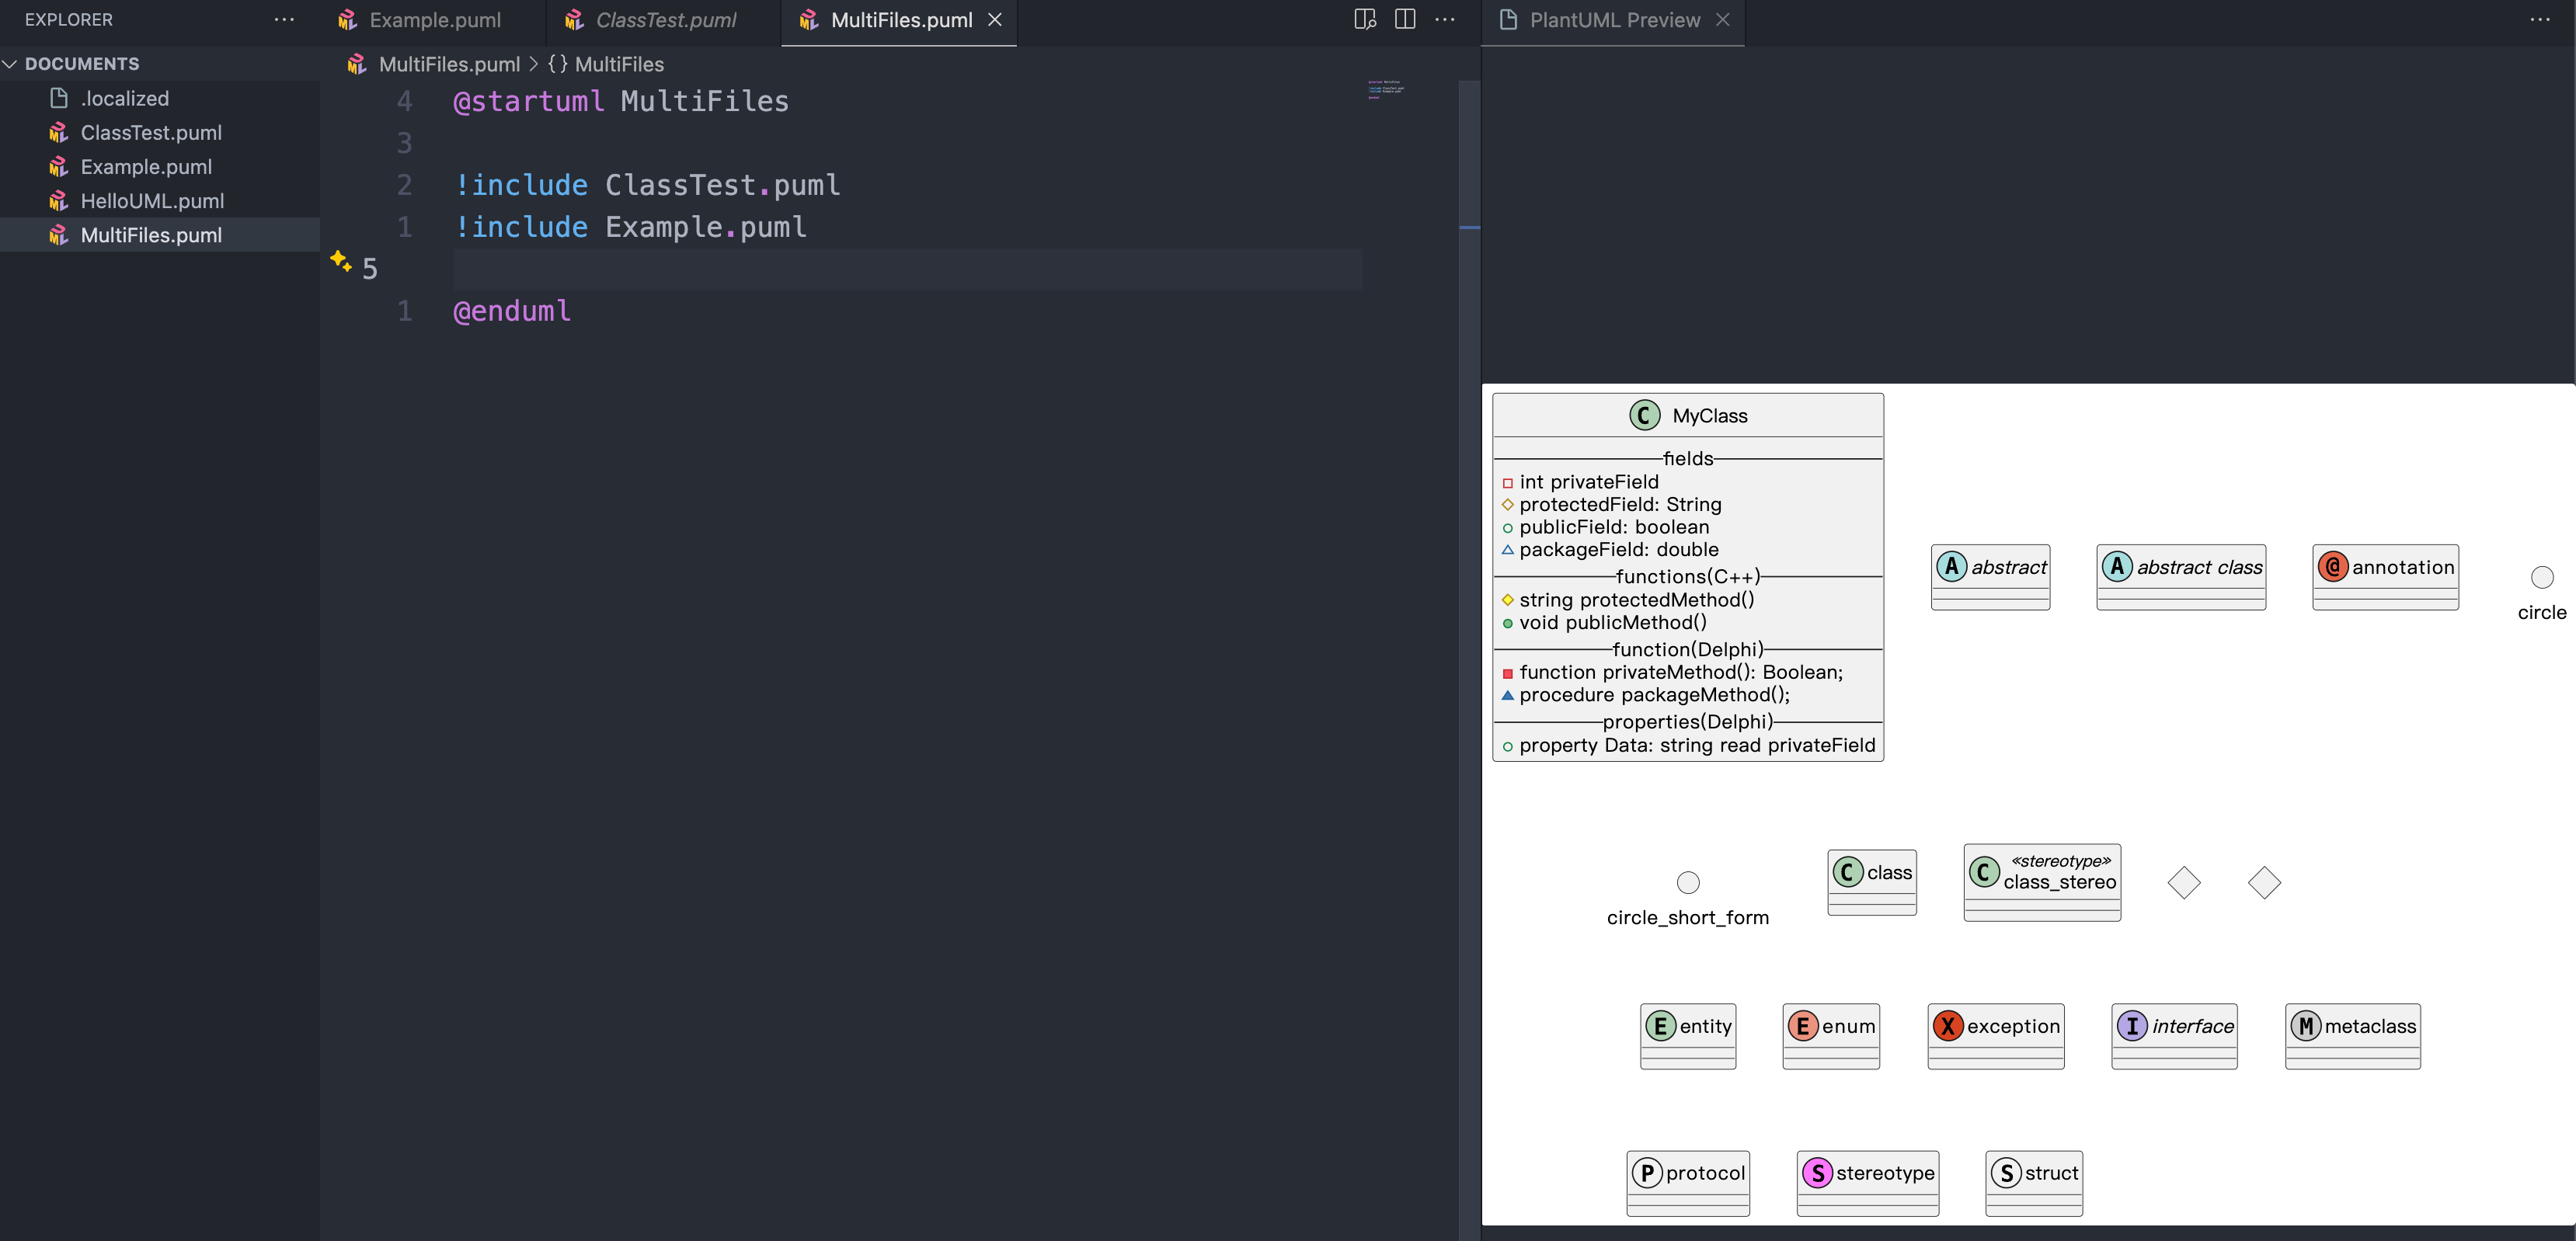 EXPLORER
DOCUMENTS
.localized
ClassTest.puml
Example.puml
HelloUML.puml
MultiFiles.puml
Example.puml
ClassTest.puml
MultiFiles.puml
MultiFiles.puml > {} MultiFiles
4 @startuml MultiFiles
3
2 !include ClassTest.puml
1 !include Example.puml
5
1 @enduml
PlantUML Preview
C MyClass
fields
int privateField
protectedField: String
publicField: boolean
packageField: double
functions(C++)
string protectedMethod()
void publicMethod()
function(Delphi)
function privateMethod(): Boolean;
procedure packageMethod();
properties(Delphi)
property Data: string read privateField
A abstract
A abstract class
@ annotation
circle
circle_short_form
C class
C «stereotype»
class_stereo
E entity
E enum
X exception
I interface
M metaclass
P protocol
S stereotype
S struct